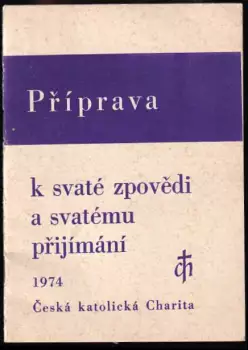 Příprava
k svaté zpovědi
a svatému
přijímání
1974
Česká katolická Charita